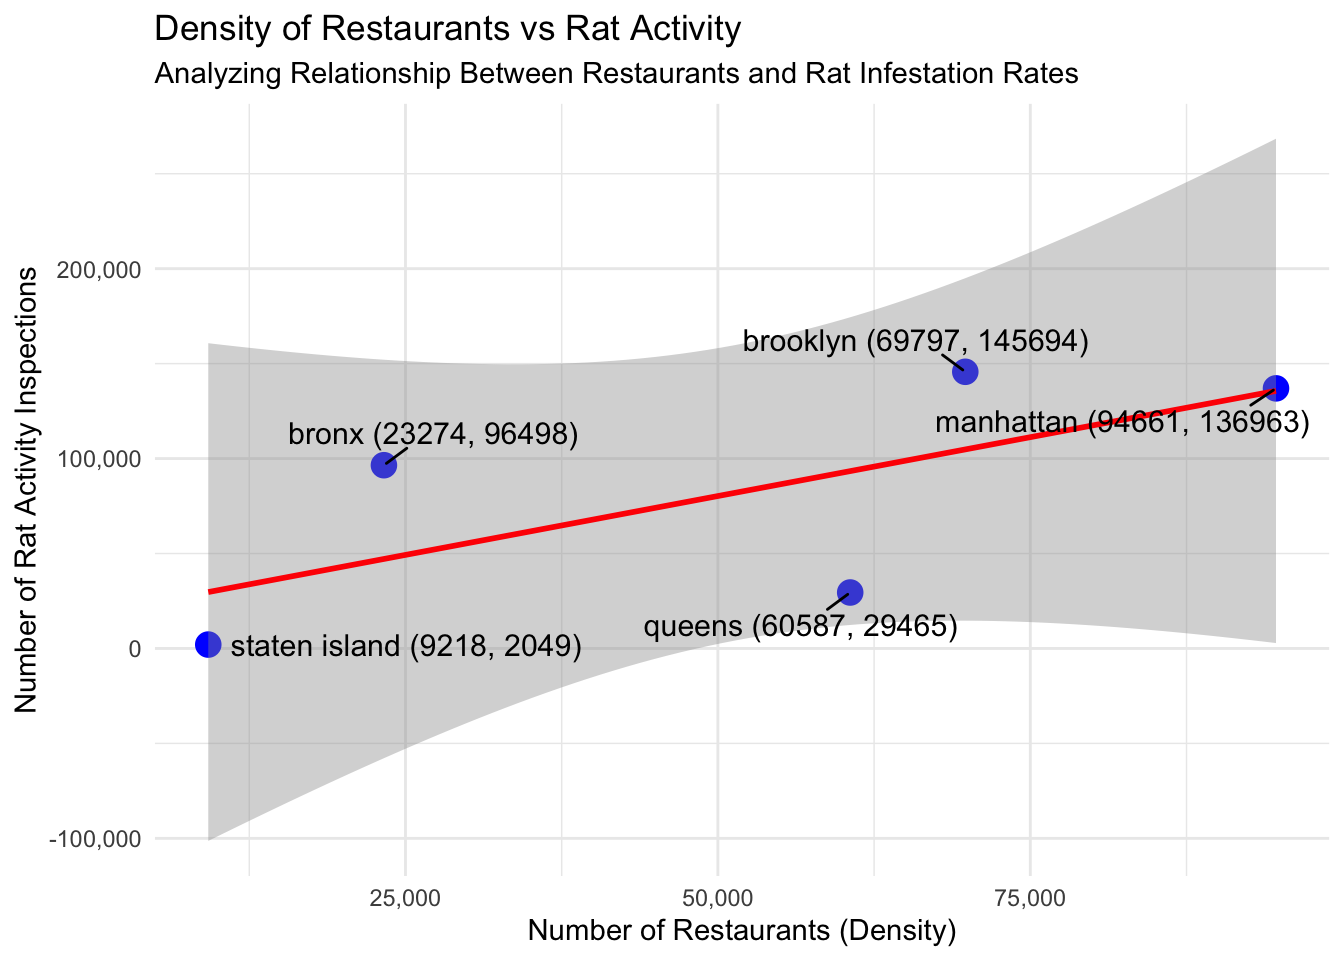 Density of Restaurants vs Rat Activity
Analyzing Relationship Between Restaurants and Rat Infestation Rates
Number of Rat Activity Inspections
200,000
100,000
0
-100,000
brooklyn (69797, 145694)
manhattan (94661, 136963)
bronx (23274, 96498)
queens (60587, 29465)
staten island (9218, 2049)
25,000
50,000
75,000
Number of Restaurants (Density)